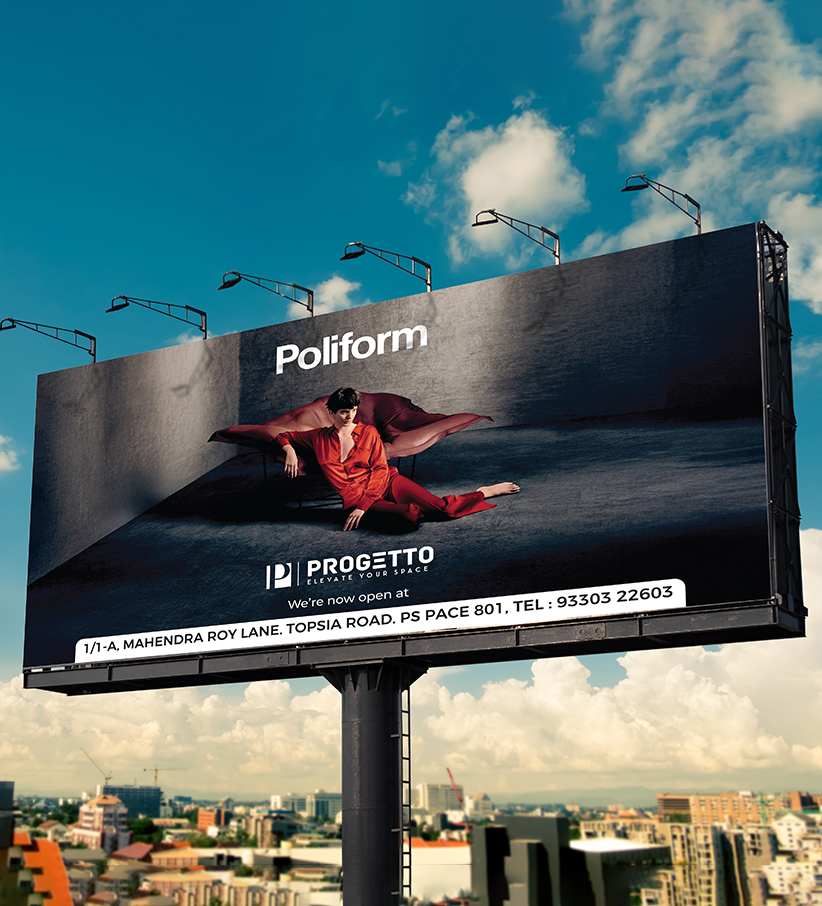 Poliform
PROGETTO
ELEVATE YOUR SPACE
We're now open at
1/1-A, MAHENDRA ROY LANE. TOPSIA ROAD. PS PACE 801, TEL : 93303 22603